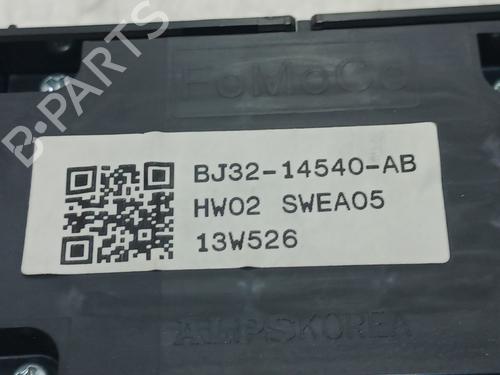 FoMoCo
B-PARTS
BJ32-14540-AB
HW02 SWEA05
13W526
ALPSKOREA